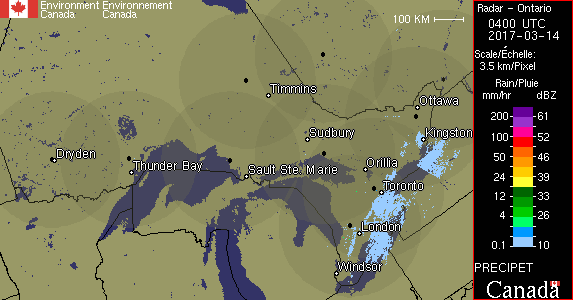 Environment Environnement
Canada Canada
100 KM
Timmins
Ottawa
Sudbury
Kingston
Dryden
Thunder Bay
Sault Ste. Marie
Orillia
Toronto
London
Windsor
Radar - Ontario
0400 UTC
2017-03-14
Scale/Échelle:
3.5 km/Pixel
Rain/Pluie
mm/hr dBZ
200 61
100 52
50 46
24 39
12 33
4 26
0.1 10
PRECIPET
Canada